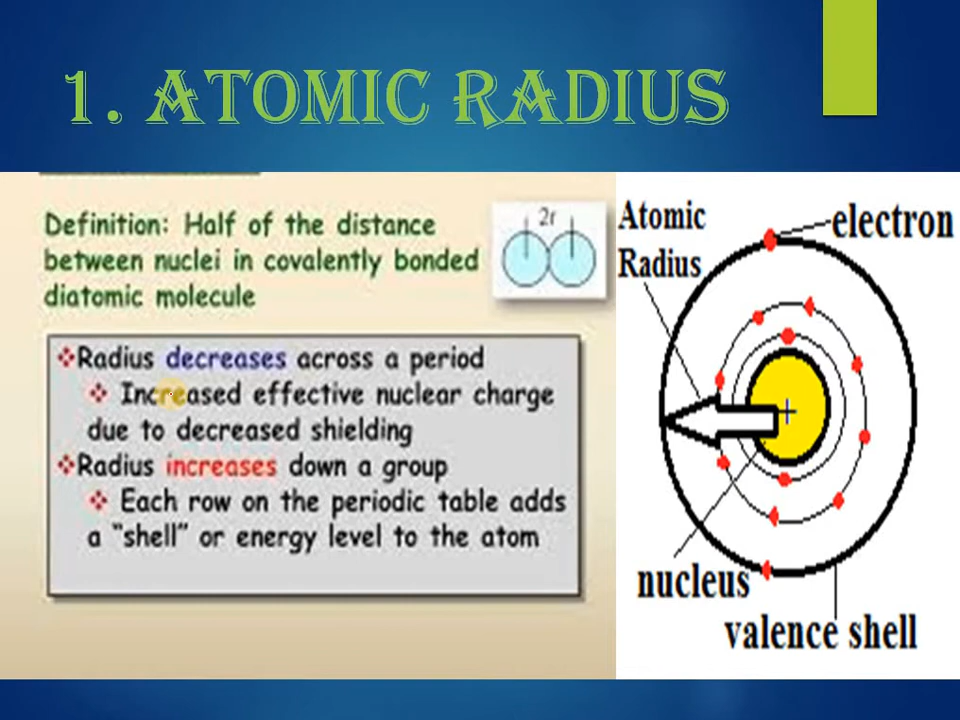 1. ATOMIC RADIUS
Definition: Half of the distance
between nuclei in covalently bonded
diatomic molecule
2r
❖Radius decreases across a period
❖ Increased effective nuclear charge
due to decreased shielding
❖Radius increases down a group
❖ Each row on the periodic table adds
a "shell" or energy level to the atom
Atomic
Radius
electron
+
nucleus
valence shell